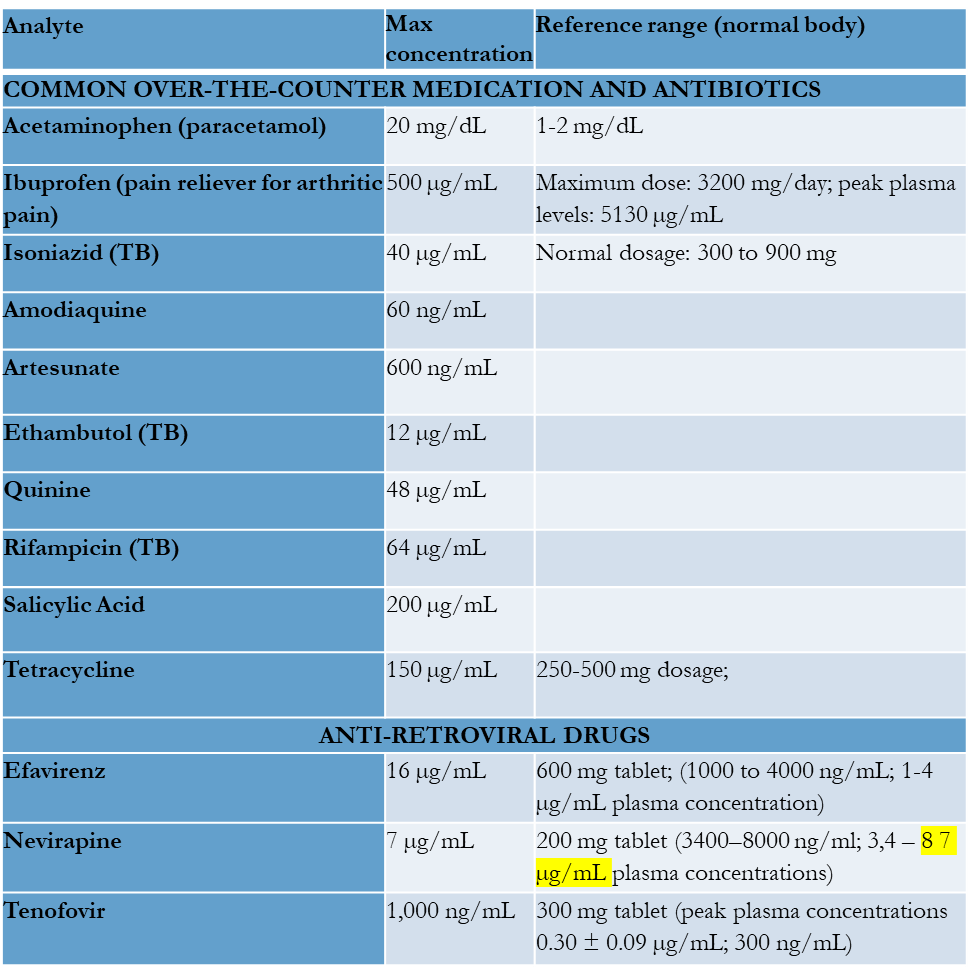 Analyte Max concentration Reference range (normal body)
COMMON OVER-THE-COUNTER MEDICATION AND ANTIBIOTICS
Acetaminophen (paracetamol) 20 mg/dL 1-2 mg/dL
Ibuprofen (pain reliever for arthritic pain) 500 µg/mL Maximum dose: 3200 mg/day; peak plasma levels: 5130 µg/mL
Isoniazid (TB) 40 µg/mL Normal dosage: 300 to 900 mg
Amodiaquine 60 ng/mL
Artesunate 600 ng/mL
Ethambutol (TB) 12 µg/mL
Quinine 48 µg/mL
Rifampicin (TB) 64 µg/mL
Salicylic Acid 200 µg/mL
Tetracycline 150 µg/mL 250-500 mg dosage;
ANTI-RETROVIRAL DRUGS
Efavirenz 16 µg/mL 600 mg tablet; (1000 to 4000 ng/mL; 1-4 µg/mL plasma concentration)
Nevirapine 7 µg/mL 200 mg tablet (3400–8000 ng/ml; 3,4 – 8 7 µg/mL plasma concentrations)
Tenofovir 1,000 ng/mL 300 mg tablet (peak plasma concentrations 0.30 ± 0.09 µg/mL; 300 ng/mL)